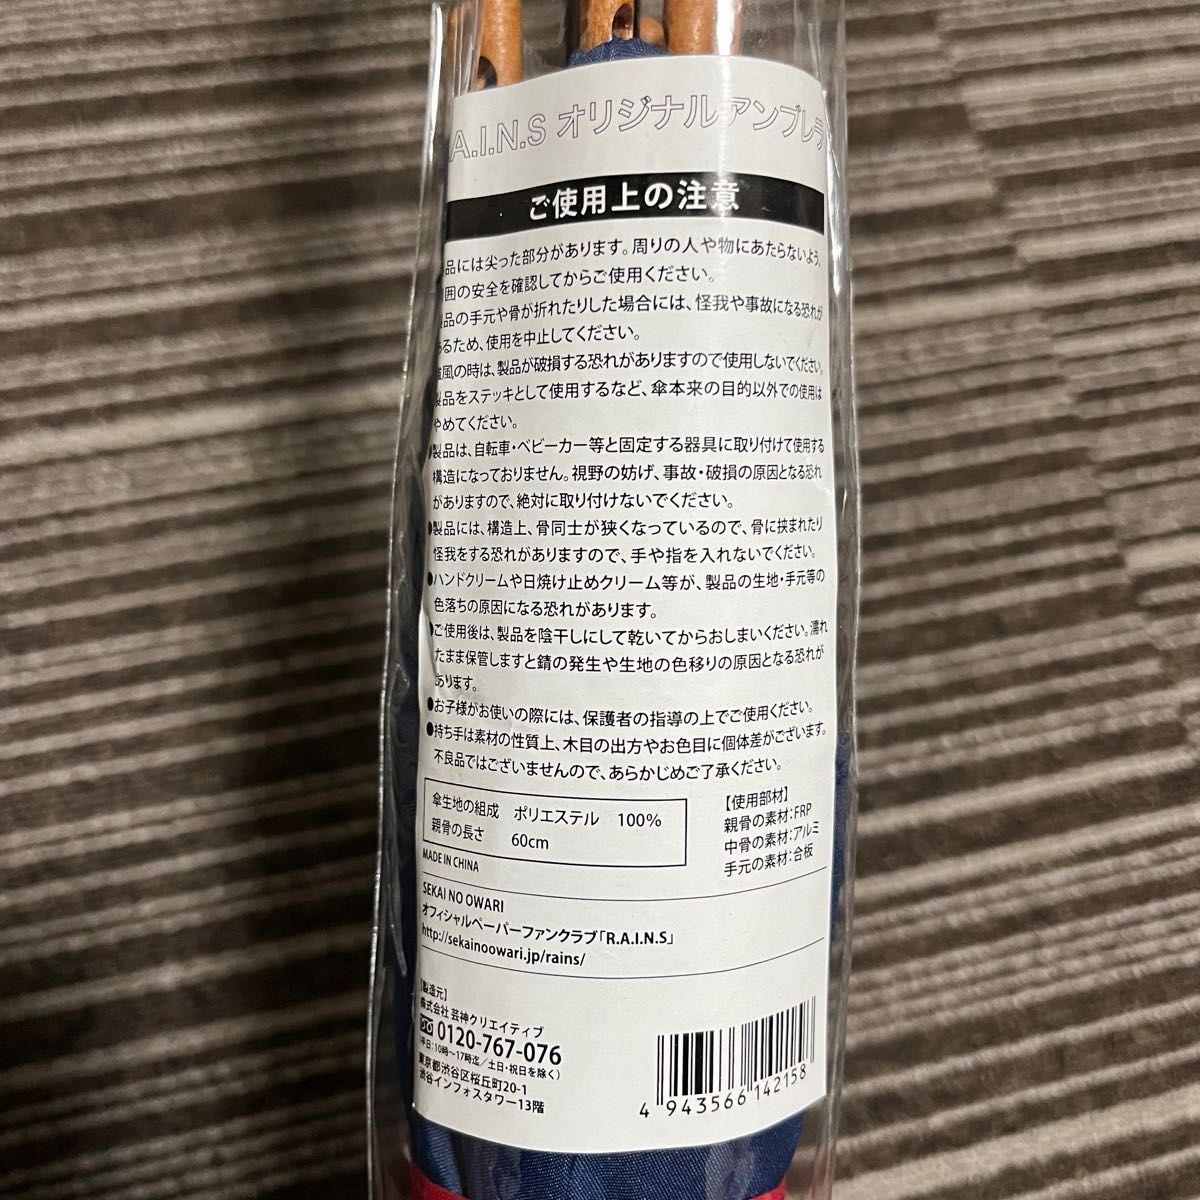 A.I.N.S オリジナルアンブレラ
ご使用上の注意
品には尖った部分があります。周りの人や物にあたらないよう、
囲の安全を確認してからご使用ください。
品の手元や骨が折れたりした場合には、怪我や事故になる恐れが
あるため、使用を中止してください。
強風の時は、製品が破損する恐れがありますので使用しないでください。
製品をステッキとして使用するなど、傘本来の目的以外での使用は
やめてください。
●製品は、自転車・ベビーカー等と固定する器具に取り付けて使用する
構造になっておりません。視野の妨げ、事故・破損の原因となる恐れ
がありますので、絶対に取り付けないでください。
●製品には、構造上、骨同士が狭くなっているので、骨に挟まれたり
怪我をする恐れがありますので、手や指を入れないでください。
●ハンドクリームや日焼け止めクリーム等が、製品の生地・手元等の
色落ちの原因になる恐れがあります。
●ご使用後は、製品を陰干しにして乾いてからおしまいください。濡れ
たまま保管しますと錆の発生や生地の色移りの原因となる恐れが
あります。
●お子様がお使いの際には、保護者の指導の上でご使用ください。
●持ち手は素材の性質上、木目の出方やお色目に個体差がございます。
不良品ではございませんので、あらかじめご了承ください。
傘生地の組成 ポリエステル 100%
親骨の長さ 60cm
【使用部材】
親骨の素材:FRP
中骨の素材:アルミ
手元の素材:合板
MADE IN CHINA
SEKAI NO OWARI
オフィシャルペーパーファンクラブ「R.A.I.N.S」
http://sekainoowari.jp/rains/
【製造元】
株式会社 芸神クリエイティブ
0120-767-076
(平日:10時〜17時迄/土日・祝日を除く)
東京都渋谷区桜丘町20-1
渋谷インフォスタワー13階
4 943566 142158